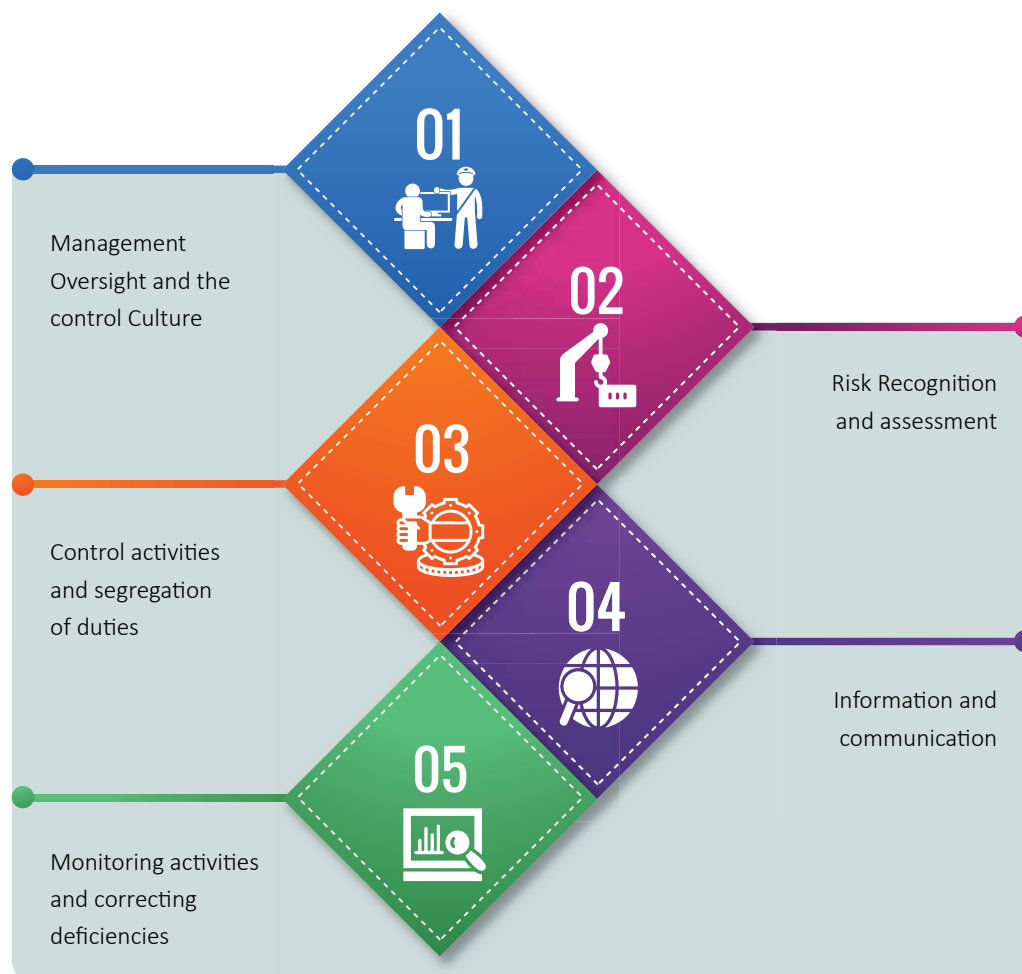 01
Management
Oversight and the
control Culture
02
Risk Recognition
and assessment
03
Control activities
and segregation
of duties
04
Information and
communication
05
Monitoring activities
and correcting
deficiencies